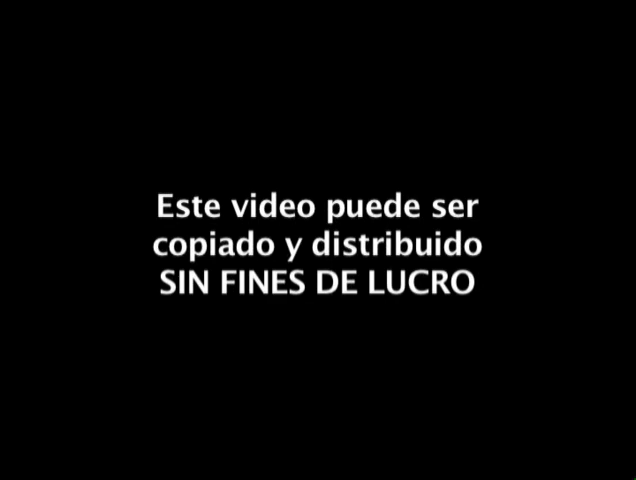 Este video puede ser
copiado y distribuido
SIN FINES DE LUCRO